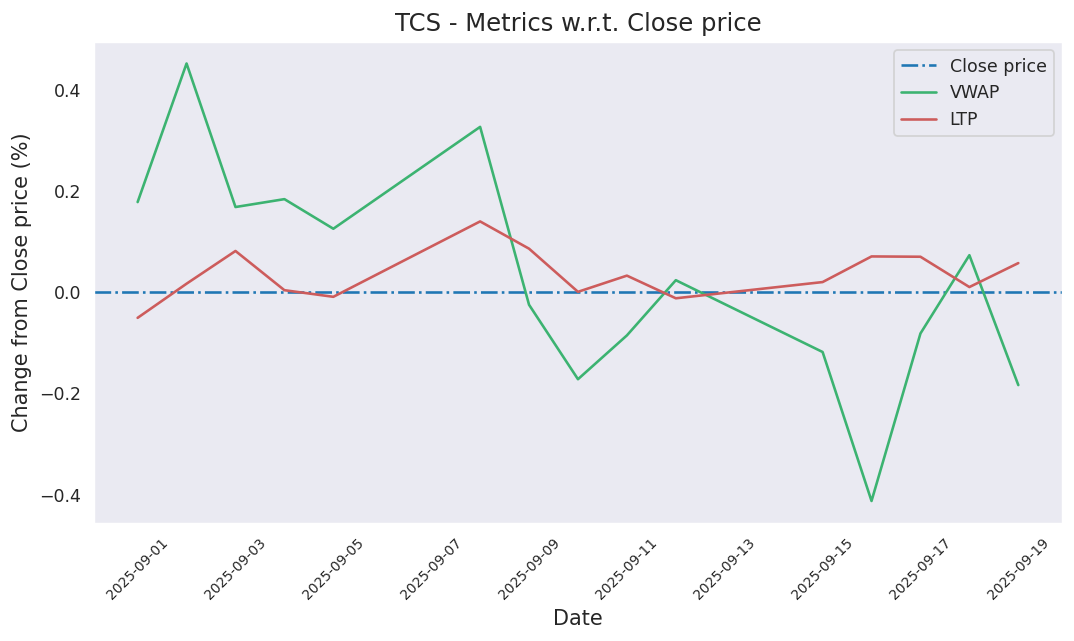 TCS - Metrics w.r.t. Close price
Close price
VWAP
LTP
Change from Close price (%)
0.4
0.2
0.0
−0.2
−0.4
2025-09-01
2025-09-03
2025-09-05
2025-09-07
2025-09-09
2025-09-11
2025-09-13
2025-09-15
2025-09-17
2025-09-19
Date